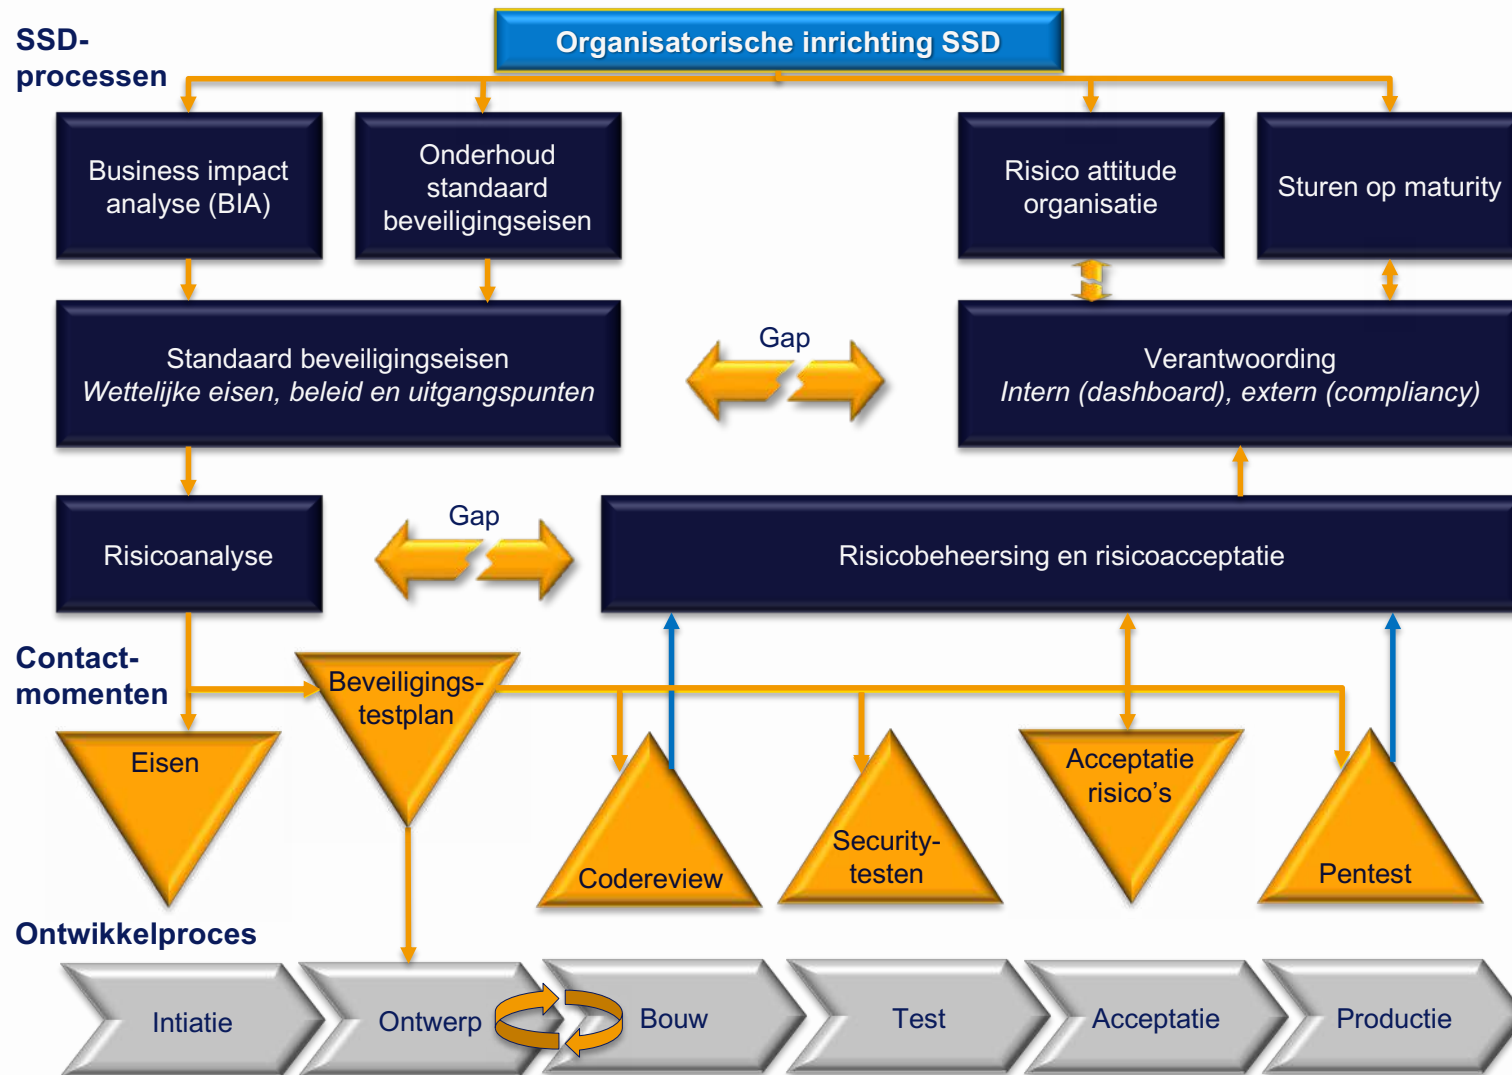 SSD-
processen
Organisatorische inrichting SSD
Business impact
analyse (BIA)
Onderhoud
standaard
beveiligingseisen
Risico attitude
organisatie
Sturen op maturity
Standaard beveiligingseisen
Wettelijke eisen, beleid en uitgangspunten
Gap
Verantwoording
Intern (dashboard), extern (compliancy)
Risicoanalyse
Gap
Risicobeheersing en risicoacceptatie
Contact-
momenten
Eisen
Beveiligings-
testplan
Codereview
Security-
testen
Acceptatie
risico’s
Pentest
Ontwikkelproces
Intiatie
Ontwerp
Bouw
Test
Acceptatie
Productie